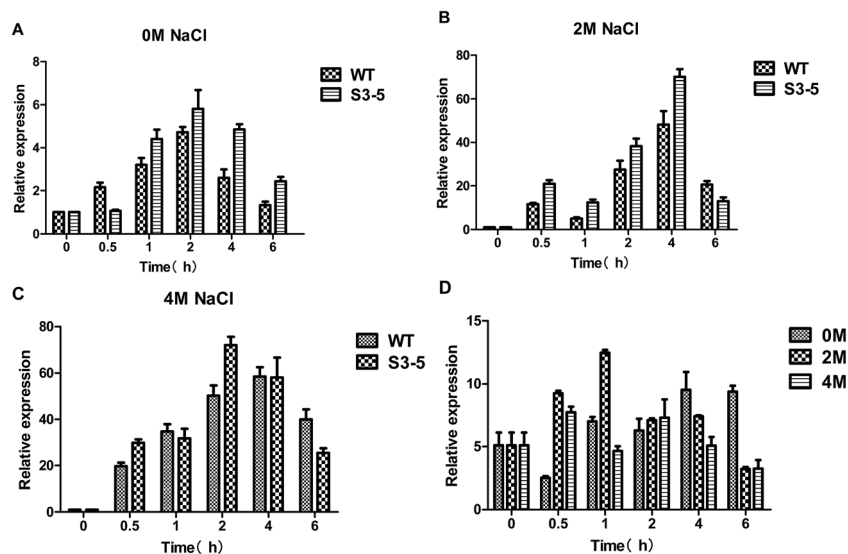 A
0M NaCl
WT
S3-5
Relative expression
8
6
4
2
0
0 0.5 1 2 4 6
Time( h)
B
2M NaCl
WT
S3-5
Relative expression
80
60
40
20
0
0 0.5 1 2 4 6
Time( h)
C
4M NaCl
WT
S3-5
Relative expression
80
60
40
20
0
0 0.5 1 2 4 6
Time( h)
D
0M
2M
4M
Relative expression
15
10
5
0
0 0.5 1 2 4 6
Time( h)